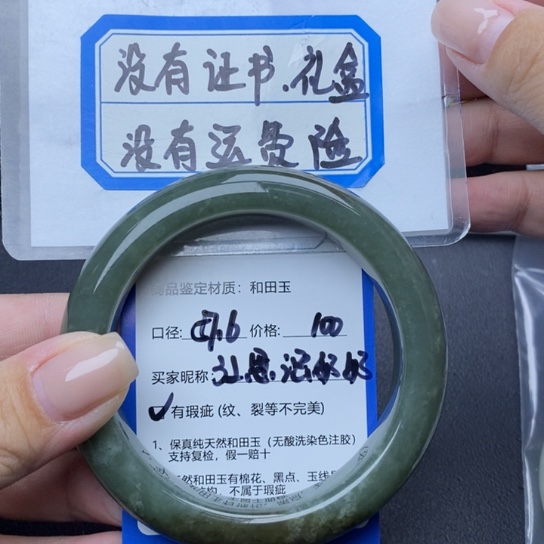 没有证书.礼盒
没有运费险
商品鉴定材质：和田玉
口径: 57.6 价格: 100
买家昵称:
✓有瑕疵 (纹、裂等不完美)
1、保真纯天然和田玉（无酸洗染色注胶）
支持复检，假一赔十
然和田玉有棉花、黑点、玉线
结构，不属于瑕疵